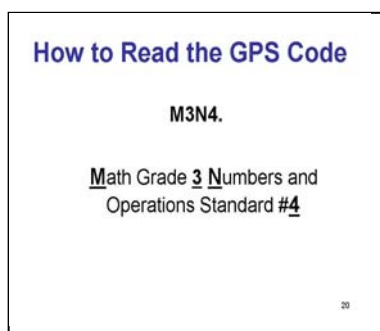 How to Read the GPS Code
M3N4.
Math Grade 3 Numbers and
Operations Standard #4
20